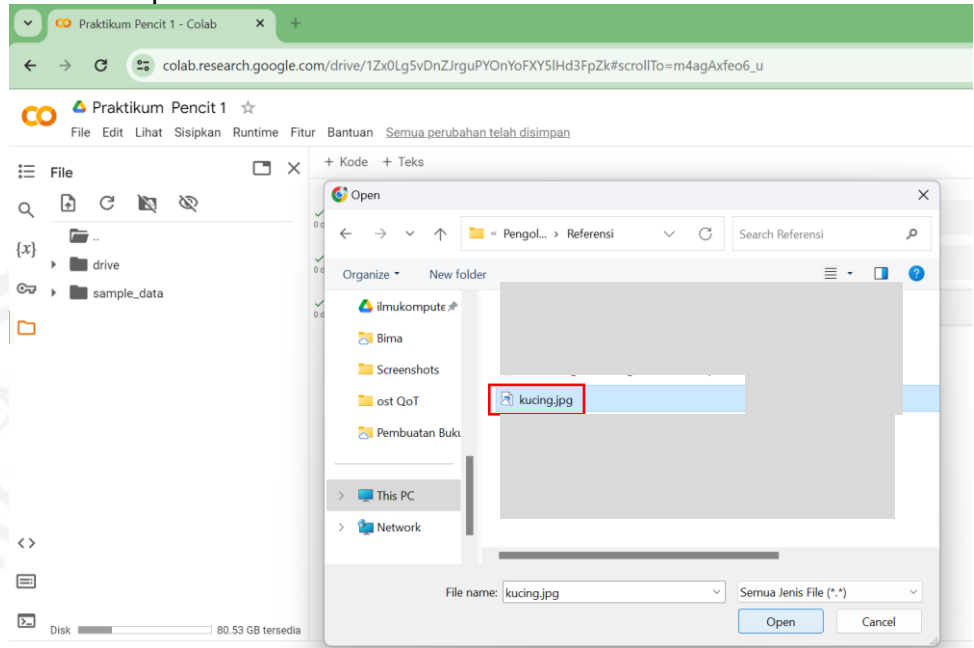 Praktikum Pencit 1 - Colab
colab.research.google.com/drive/1Zx0Lg5vDnZJrguPYOnYoFXY5lHd3FpZk#scrollTo=m4agAxfeo6_u
Praktikum Pencit 1
File Edit Lihat Sisipkan Runtime Fitur Bantuan Semua perubahan telah disimpan
File
+ Kode + Teks
{x}
..
drive
sample_data
Open
« Pengol... › Referensi
Search Referensi
Organize
New folder
ilmukompute
Bima
Screenshots
ost QoT
Pembuatan Buku
kucing.jpg
This PC
Network
File name: kucing.jpg
Semua Jenis File (*.*)
Open Cancel
Disk 80.53 GB tersedia